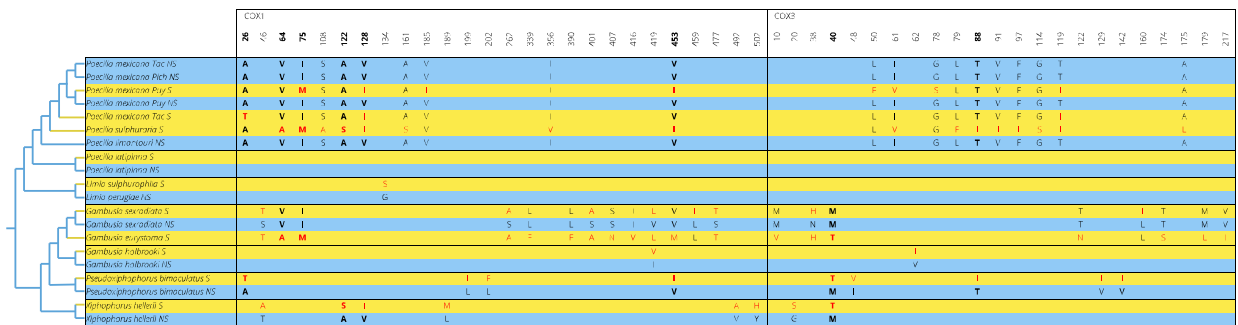 COX1 COX3
26 46 64 75 108 122 128 134 161 185 189 199 202 262 339 356 390 401 407 416 419 453 459 477 492 502 10 20 38 40 48 50 61 62 78 79 88 91 97 114 119 122 129 142 160 174 175 179 217
Poecilia mexicana Tac NS A V I S A V A V I V L I G L T V F G T A
Poecilia mexicana Pich NS A V I S A V A V I V L I G L T V F G T A
Poecilia mexicana Puy S A V M S A I A I I I F V S L T V F G I A
Poecilia mexicana Puy NS A V I S A V A V I V L I G L T V F G T A
Poecilia mexicana Tac S T V I S A I A V I V L I G L T V F G I A
Poecilia sulphuraria S A A M A S I S V V I L V G F I I I S I L
Poecilia limantouri NS A V I S A V A V I V L I G L T V F G T A
Poecilia latipinna S
Poecilia latipinna NS
Limia sulphurophila S S
Limia perugiae NS G
Gambusia sexradiata S T V I A L L A S I L V I T M H M T I T M V
Gambusia sexradiata NS S V I S L L S S I V V L S M N M T L T M V
Gambusia eurystoma S T A M A F F A N V L M L T V H T N L S L I
Gambusia holbrooki S V I
Gambusia holbrooki NS I V
Pseudoxiphophorus bimaculatus S T I F I T V I I I
Pseudoxiphophorus bimaculatus NS A L L V M I T V V
Xiphophorus hellerii S A S I M A H S T
Xiphophorus hellerii NS T A V L V Y G M